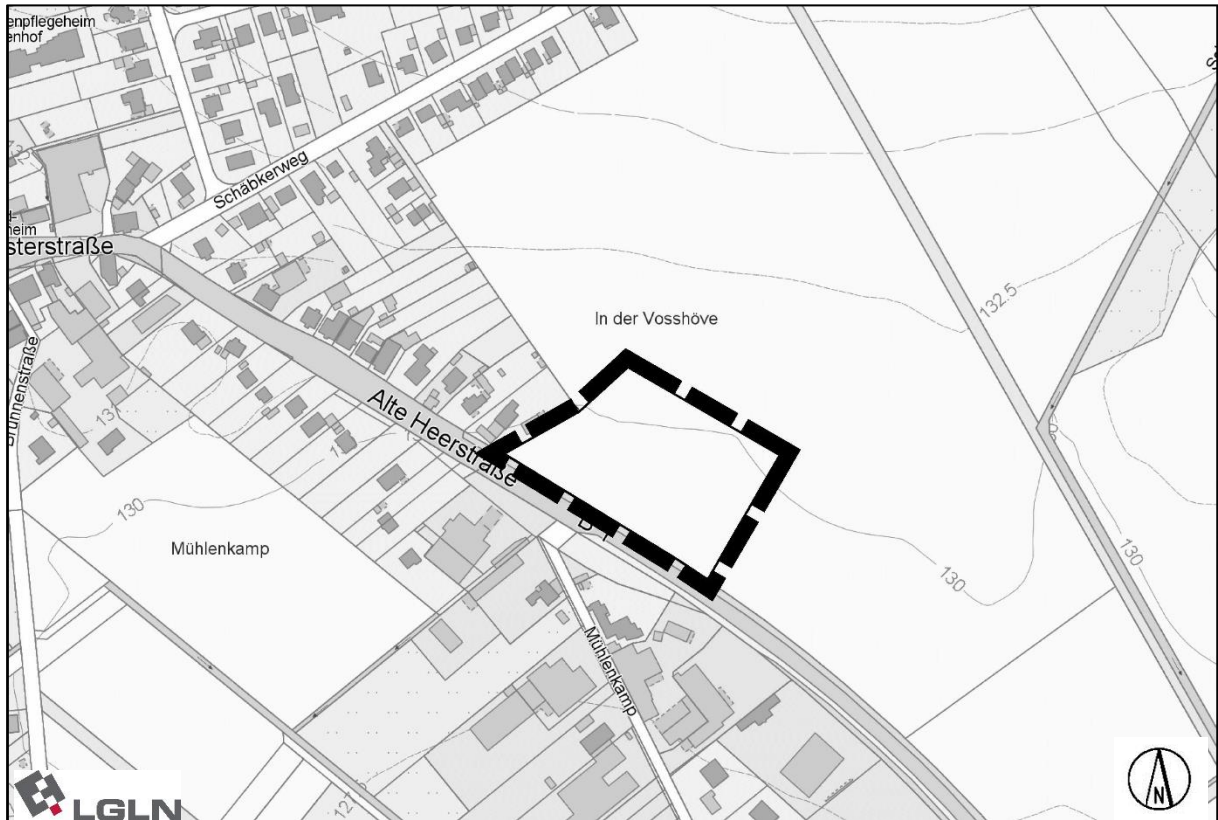 enpflegeheim
enhof
Schäbkerweg
heim
sterstraße
Brunnenstraße
In der Vosshöve
132,5
Alte Heerstraße
131
130
Mühlenkamp
130
130
Mühlenkamp
LGLN
N